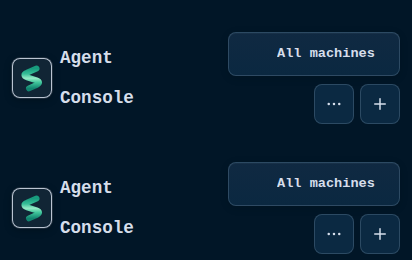 Agent
Console
All machines
... +
Agent
Console
All machines
... +